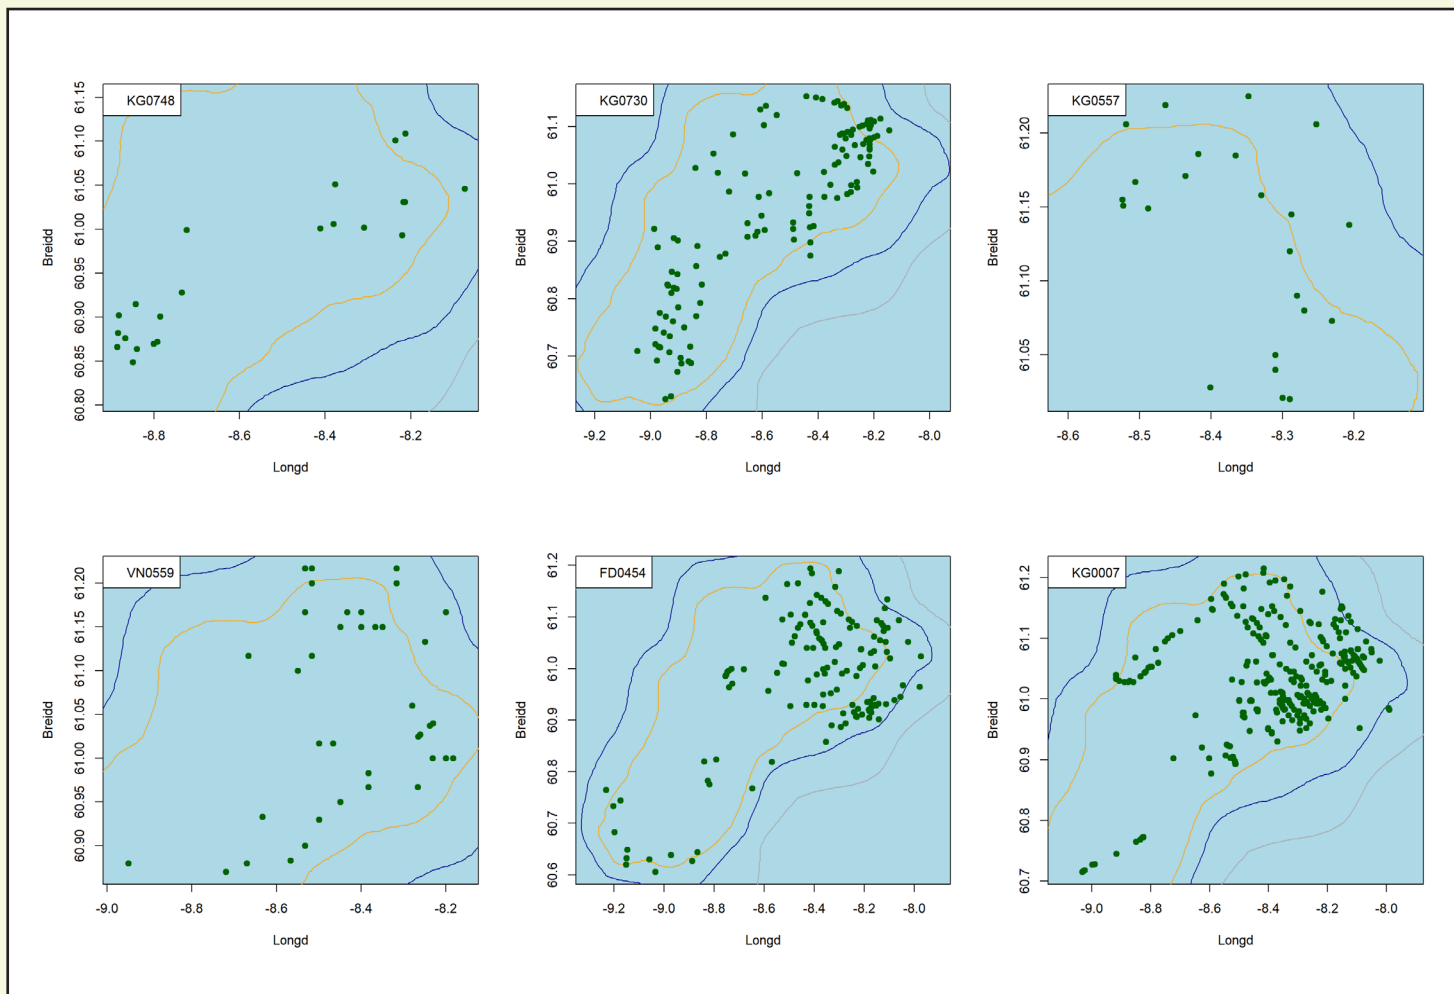 KG0748
61.15
61.10
61.05
61.00
60.95
60.90
60.85
60.80
Breidd
-8.8 -8.6 -8.4 -8.2
Longd
KG0730
61.1
61.0
60.9
60.8
60.7
Breidd
-9.2 -9.0 -8.8 -8.6 -8.4 -8.2 -8.0
Longd
KG0557
61.20
61.15
61.10
61.05
Breidd
-8.6 -8.5 -8.4 -8.3 -8.2
Longd
VN0559
61.20
61.15
61.10
61.05
61.00
60.95
60.90
Breidd
-9.0 -8.8 -8.6 -8.4 -8.2
Longd
FD0454
61.2
61.1
61.0
60.9
60.8
60.7
60.6
Breidd
-9.2 -9.0 -8.8 -8.6 -8.4 -8.2 -8.0
Longd
KG0007
61.2
61.1
61.0
60.9
60.8
60.7
Breidd
-9.0 -8.8 -8.6 -8.4 -8.2 -8.0
Longd